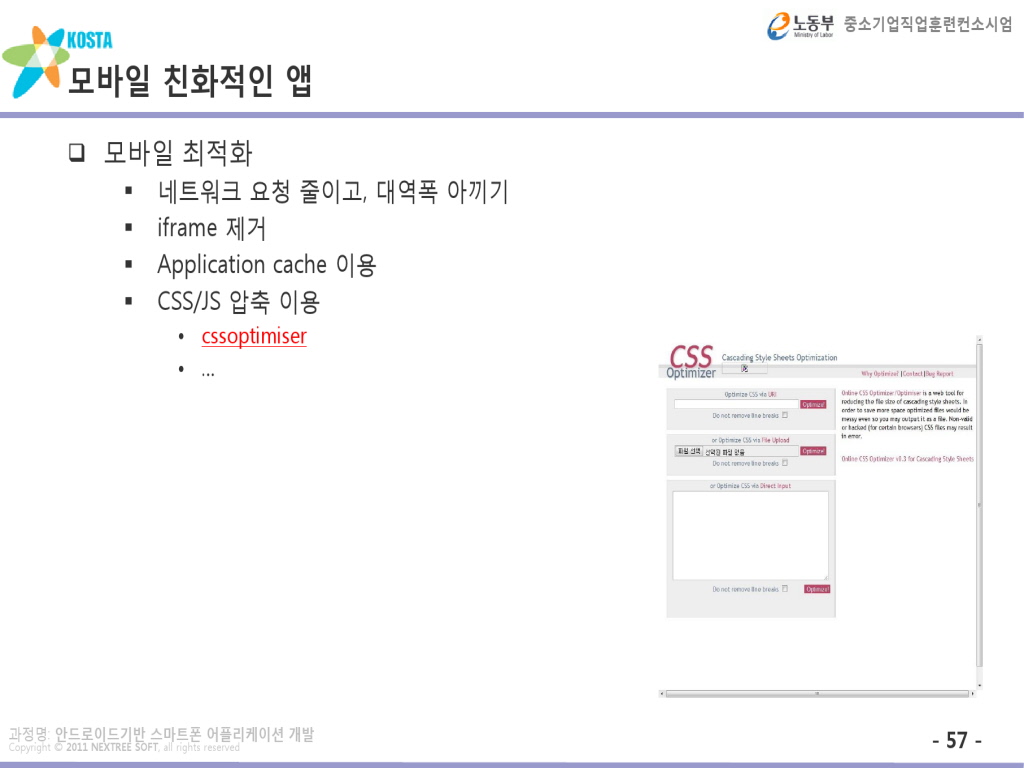 KOSTA
노동부 중소기업직업훈련컨소시엄
Ministry of Labor
모바일 친화적인 앱
모바일 최적화
네트워크 요청 줄이고, 대역폭 아끼기
iframe 제거
Application cache 이용
CSS/JS 압축 이용
cssoptimiser
...
CSS Cascading Style Sheets Optimization
Optimizer
Why Optimize? | Contact | Bug Report
Optimize CSS via URI
Optimize!
Do not remove line breaks
or Optimize CSS via File Upload
파일 선택 선택된 파일 없음 Optimize!
Do not remove line breaks
or Optimize CSS via Direct Input
Do not remove line breaks Optimize!
Online CSS Optimizer/Optimiser is a web tool for
reducing the file size of cascading style sheets. In
order to save more space optimized files would be
messy even so you may output it as a file. Non-valid
or hacked (for certain browsers) CSS files may result
in error.
Online CSS Optimizer v0.3 for Cascading Style Sheets
과정명: 안드로이드기반 스마트폰 어플리케이션 개발
Copyright © 2011 NEXTREE SOFT, all rights reserved
- 57 -